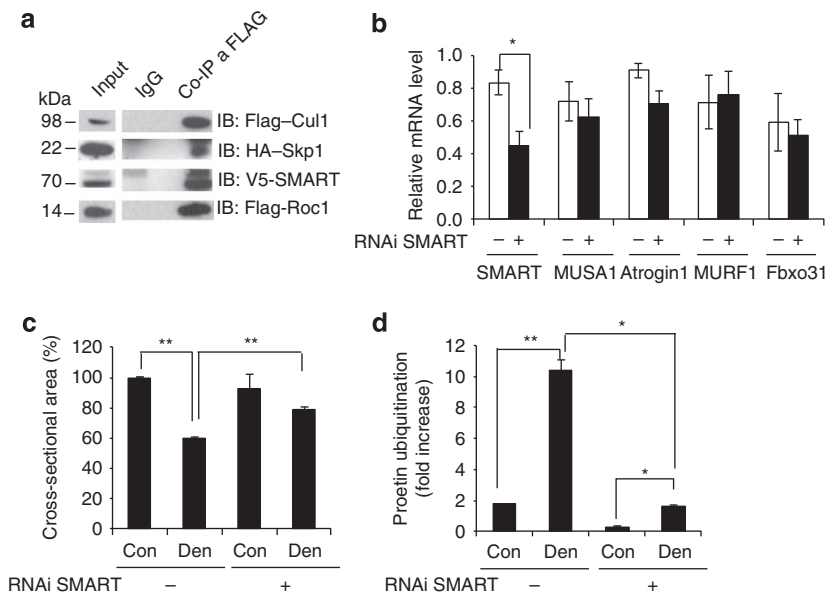 a
Input
IgG
Co-IP a FLAG
kDa
98
IB: Flag–Cul1
22
IB: HA–Skp1
70
IB: V5-SMART
14
IB: Flag-Roc1
b
Relative mRNA level
1.0
0.8
0.6
0.4
0.2
0.0
*
RNAi SMART
– + – + – + – + – +
SMART MUSA1 Atrogin1 MURF1 Fbxo31
c
Cross-sectional area (%)
120
100
80
60
40
20
0
** **
Con Den Con Den
RNAi SMART – +
d
Proetin ubiquitination
(fold increase)
12
10
8
6
4
2
0
** * *
Con Den Con Den
RNAi SMART – +